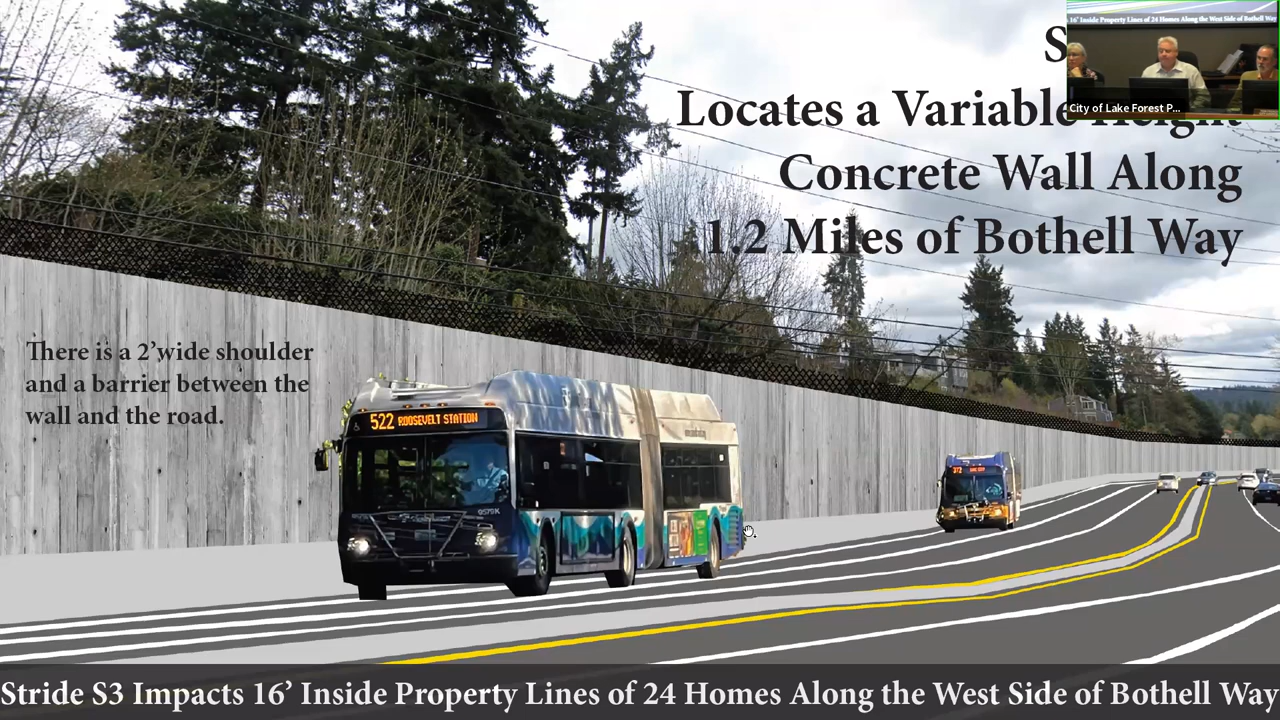 Locates a Variable
Concrete Wall Along
1.2 Miles of Bothell Way
16' Inside Property Lines of 24 Homes Along the West Side of Bothell Way
City of Lake Forest P...
There is a 2'wide shoulder
and a barrier between the
wall and the road.
522 ROOSEVELT STATION
372
Stride S3 Impacts 16' Inside Property Lines of 24 Homes Along the West Side of Bothell Way